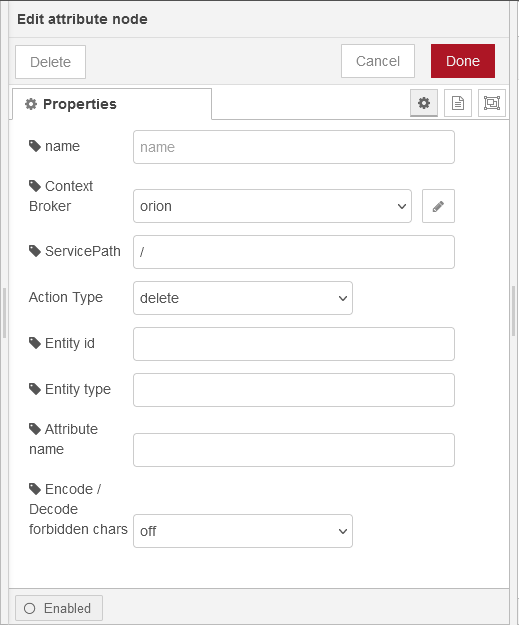 Edit attribute node
Delete
Cancel
Done
Properties
name
name
Context
Broker
orion
ServicePath
/
Action Type
delete
Entity id
Entity type
Attribute
name
Encode /
Decode
forbidden chars
off
Enabled